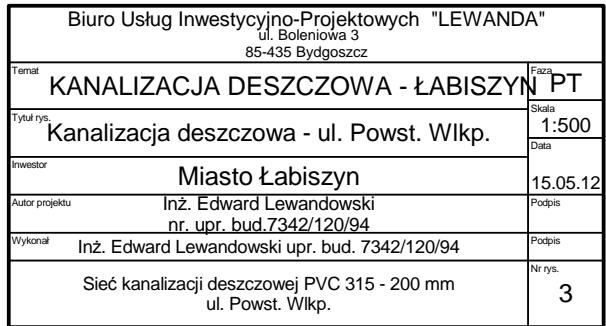 Biuro Usług Inwestycyjno-Projektowych "LEWANDA"
ul. Boleniowa 3
85-435 Bydgoszcz
Temat
KANALIZACJA DESZCZOWA - ŁABISZYN
Faza
PT
Tytuł rys.
Kanalizacja deszczowa - ul. Powst. Wlkp.
Skala
1:500
Inwestor
Miasto Łabiszyn
Data
15.05.12
Autor projektu
Inż. Edward Lewandowski
nr. upr. bud.7342/120/94
Podpis
Wykonał
Inż. Edward Lewandowski upr. bud. 7342/120/94
Podpis
Sieć kanalizacji deszczowej PVC 315 - 200 mm
ul. Powst. Wlkp.
Nr rys.
3